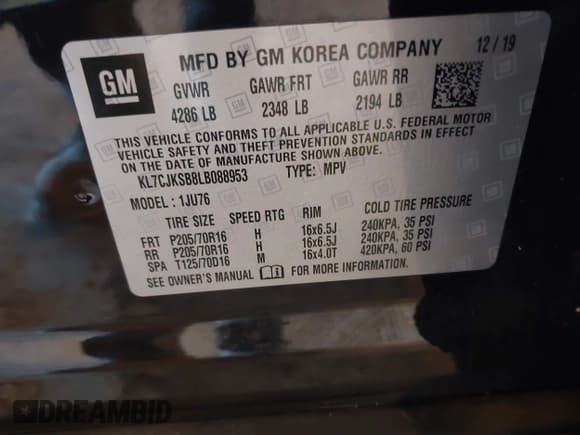 GM
MFD BY GM KOREA COMPANY 12/19
GVWR GAWR FRT GAWR RR
4286 LB 2348 LB 2194 LB
THIS VEHICLE CONFORMS TO ALL APPLICABLE U.S. FEDERAL MOTOR
VEHICLE SAFETY AND THEFT PREVENTION STANDARDS IN EFFECT
ON THE DATE OF MANUFACTURE SHOWN ABOVE.
KL7CJKSB8LB088953 TYPE: MPV
MODEL: 1JU76
TIRE SIZE SPEED RTG RIM COLD TIRE PRESSURE
FRT P205/70R16 H 16x6.5J 240KPA, 35 PSI
RR P205/70R16 H 16x6.5J 240KPA, 35 PSI
SPA T125/70D16 M 16x4.0T 420KPA, 60 PSI
SEE OWNER'S MANUAL FOR MORE INFORMATION.
DREAMBID